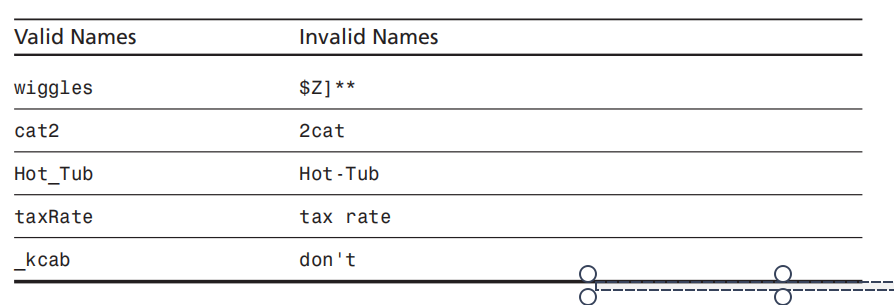 Valid Names Invalid Names
wiggles $Z]**
cat2 2cat
Hot_Tub Hot-Tub
taxRate tax rate
_kcab don't